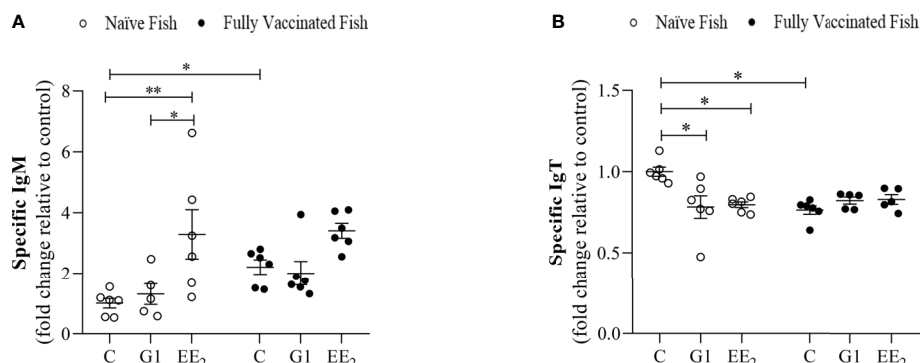 A
○ Naïve Fish ● Fully Vaccinated Fish
Specific IgM
(fold change relative to control)
8
6
4
2
0
*
**
*
C G1 EE₂ C G1 EE₂
B
○ Naïve Fish ● Fully Vaccinated Fish
Specific IgT
(fold change relative to control)
1.5
1.0
0.5
0.0
*
*
*
C G1 EE₂ C G1 EE₂